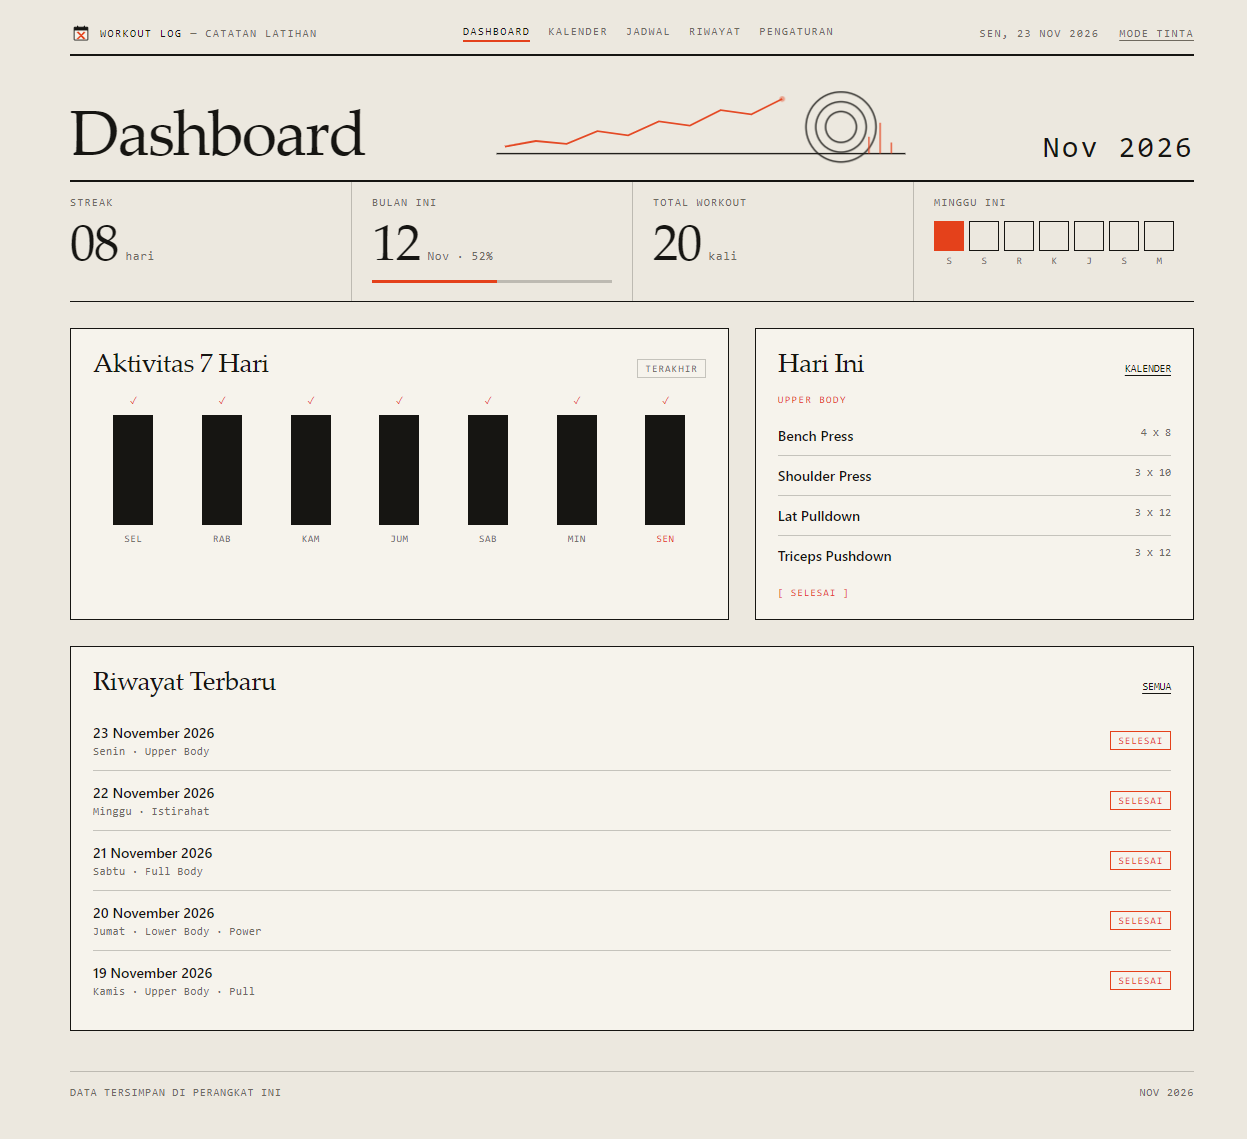 WORKOUT LOG — CATATAN LATIHAN
DASHBOARD KALENDER JADWAL RIWAYAT PENGATURAN
SEN, 23 NOV 2026 MODE TINTA
Dashboard
Nov 2026
STREAK
08 hari
BULAN INI
12 Nov · 52%
TOTAL WORKOUT
20 kali
MINGGU INI
S S R K J S M
Aktivitas 7 Hari
TERAKHIR
✓ ✓ ✓ ✓ ✓ ✓ ✓
SEL RAB KAM JUM SAB MIN SEN
Hari Ini
KALENDER
UPPER BODY
Bench Press 4 x 8
Shoulder Press 3 x 10
Lat Pulldown 3 x 12
Triceps Pushdown 3 x 12
[ SELESAI ]
Riwayat Terbaru
SEMUA
23 November 2026
Senin · Upper Body
SELESAI
22 November 2026
Minggu · Istirahat
SELESAI
21 November 2026
Sabtu · Full Body
SELESAI
20 November 2026
Jumat · Lower Body · Power
SELESAI
19 November 2026
Kamis · Upper Body · Pull
SELESAI
DATA TERSIMPAN DI PERANGKAT INI
NOV 2026